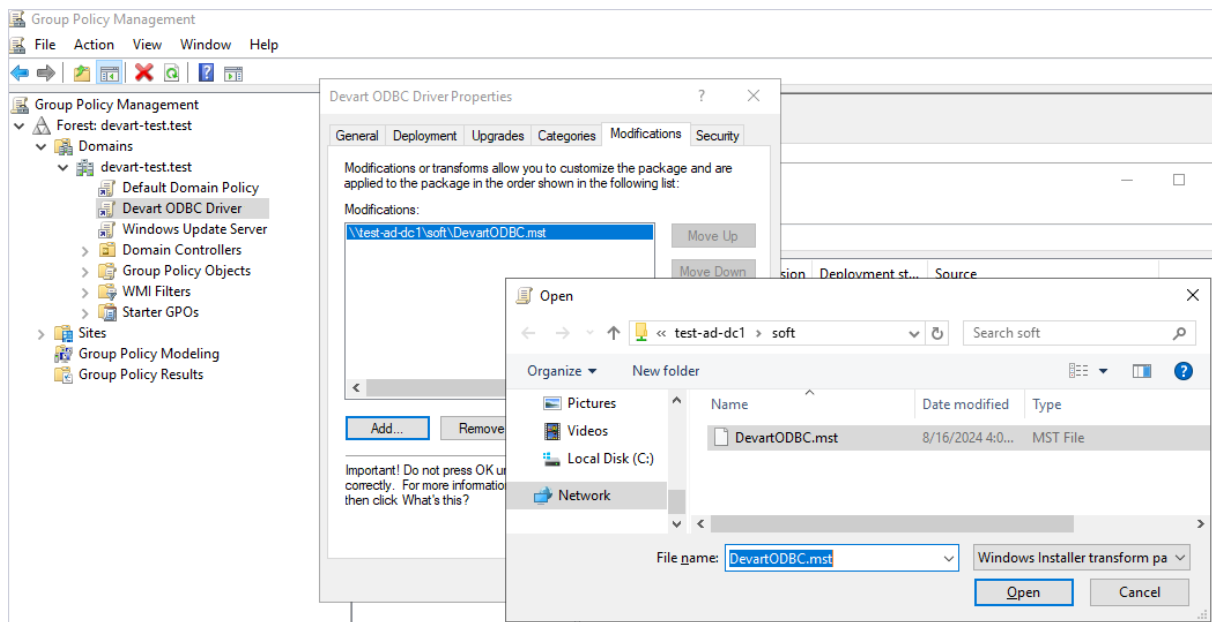 Group Policy Management
File Action View Window Help
Group Policy Management
Forest: devart-test.test
Domains
devart-test.test
Default Domain Policy
Devart ODBC Driver
Windows Update Server
Domain Controllers
Group Policy Objects
WMI Filters
Starter GPOs
Sites
Group Policy Modeling
Group Policy Results
Devart ODBC Driver Properties
General Deployment Upgrades Categories Modifications Security
Modifications or transforms allow you to customize the package and are
applied to the package in the order shown in the following list:
Modifications:
\\test-ad-dc1\soft\DevartODBC.mst
Move Up
Move Down
Add...
Remove
Important! Do not press OK
correctly. For more
then click What's this?
Deployment st... Source
Open
« test-ad-dc1 › soft
Search soft
Organize New folder
Pictures
Videos
Local Disk (C:)
Network
Name Date modified Type
DevartODBC.mst 8/16/2024 4:0... MST File
File name: DevartODBC.mst
Windows Installer transform pa
Open Cancel